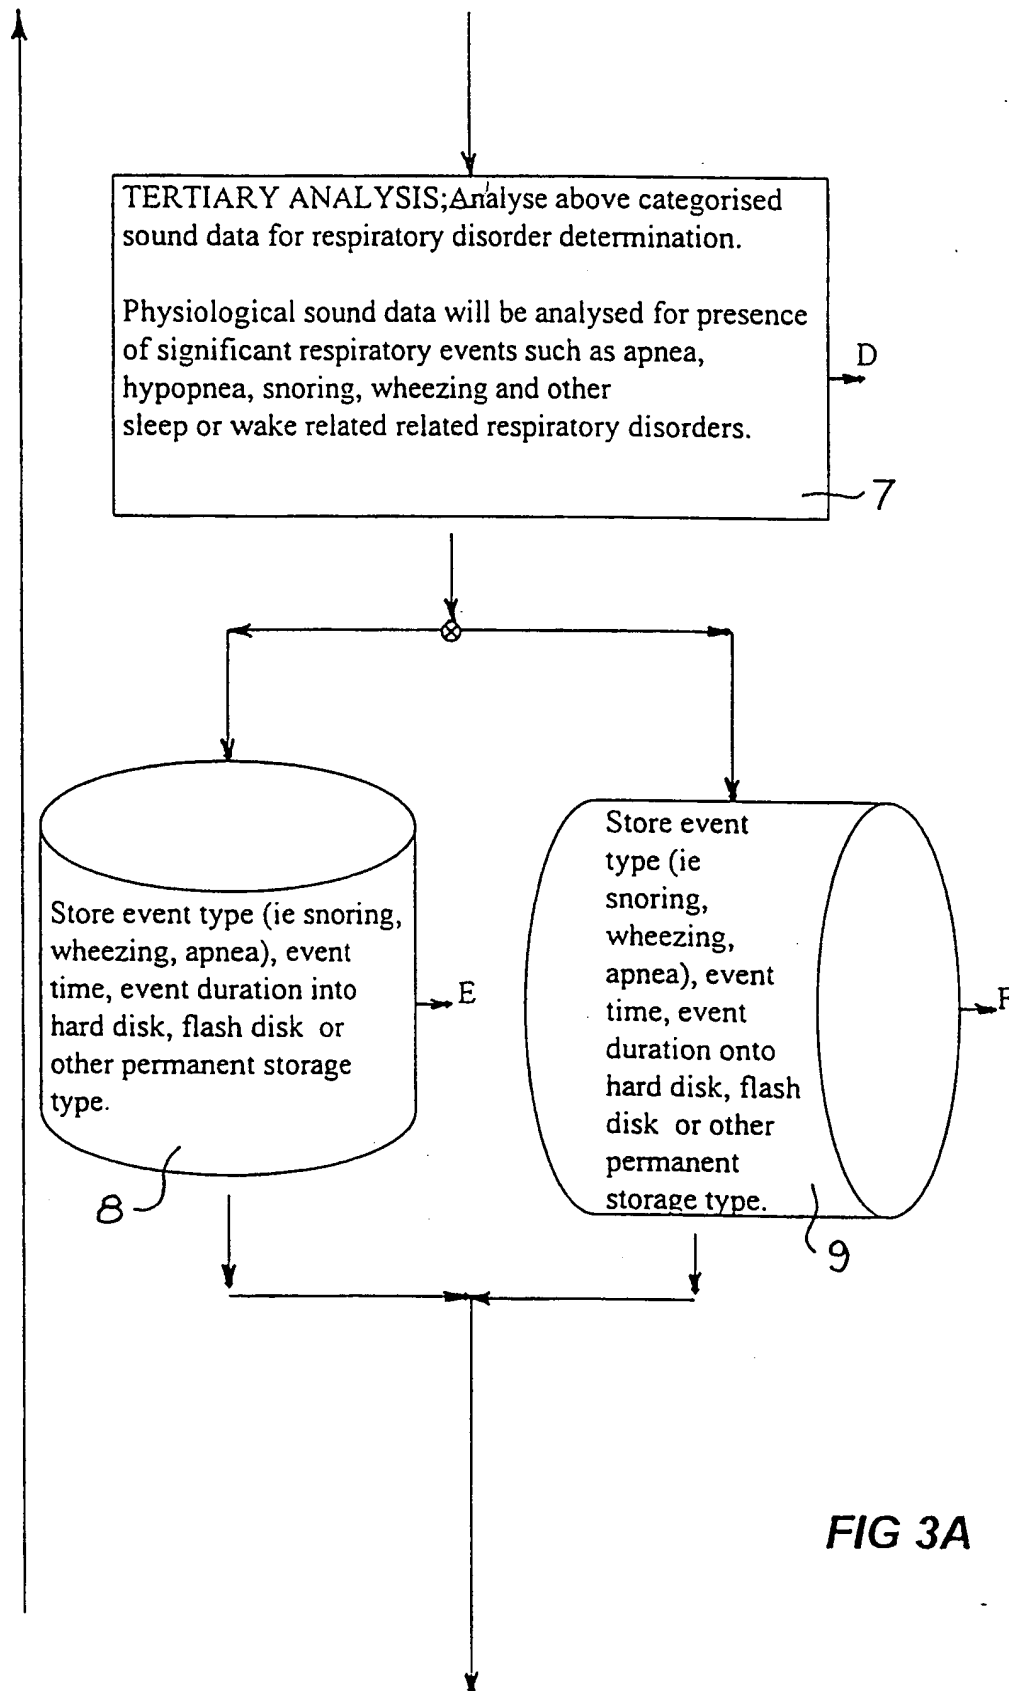 TERTIARY ANALYSIS;Analyse above categorised
sound data for respiratory disorder determination.
Physiological sound data will be analysed for presence
of significant respiratory events such as apnea,
hypopnea, snoring, wheezing and other
sleep or wake related related respiratory disorders.
D
7
Store event type (ie snoring,
wheezing, apnea), event
time, event duration into
hard disk, flash disk or
other permanent storage
type.
E
8
Store event
type (ie
snoring,
wheezing,
apnea), event
time, event
duration onto
hard disk, flash
disk or other
permanent
storage type.
F
9
FIG 3A